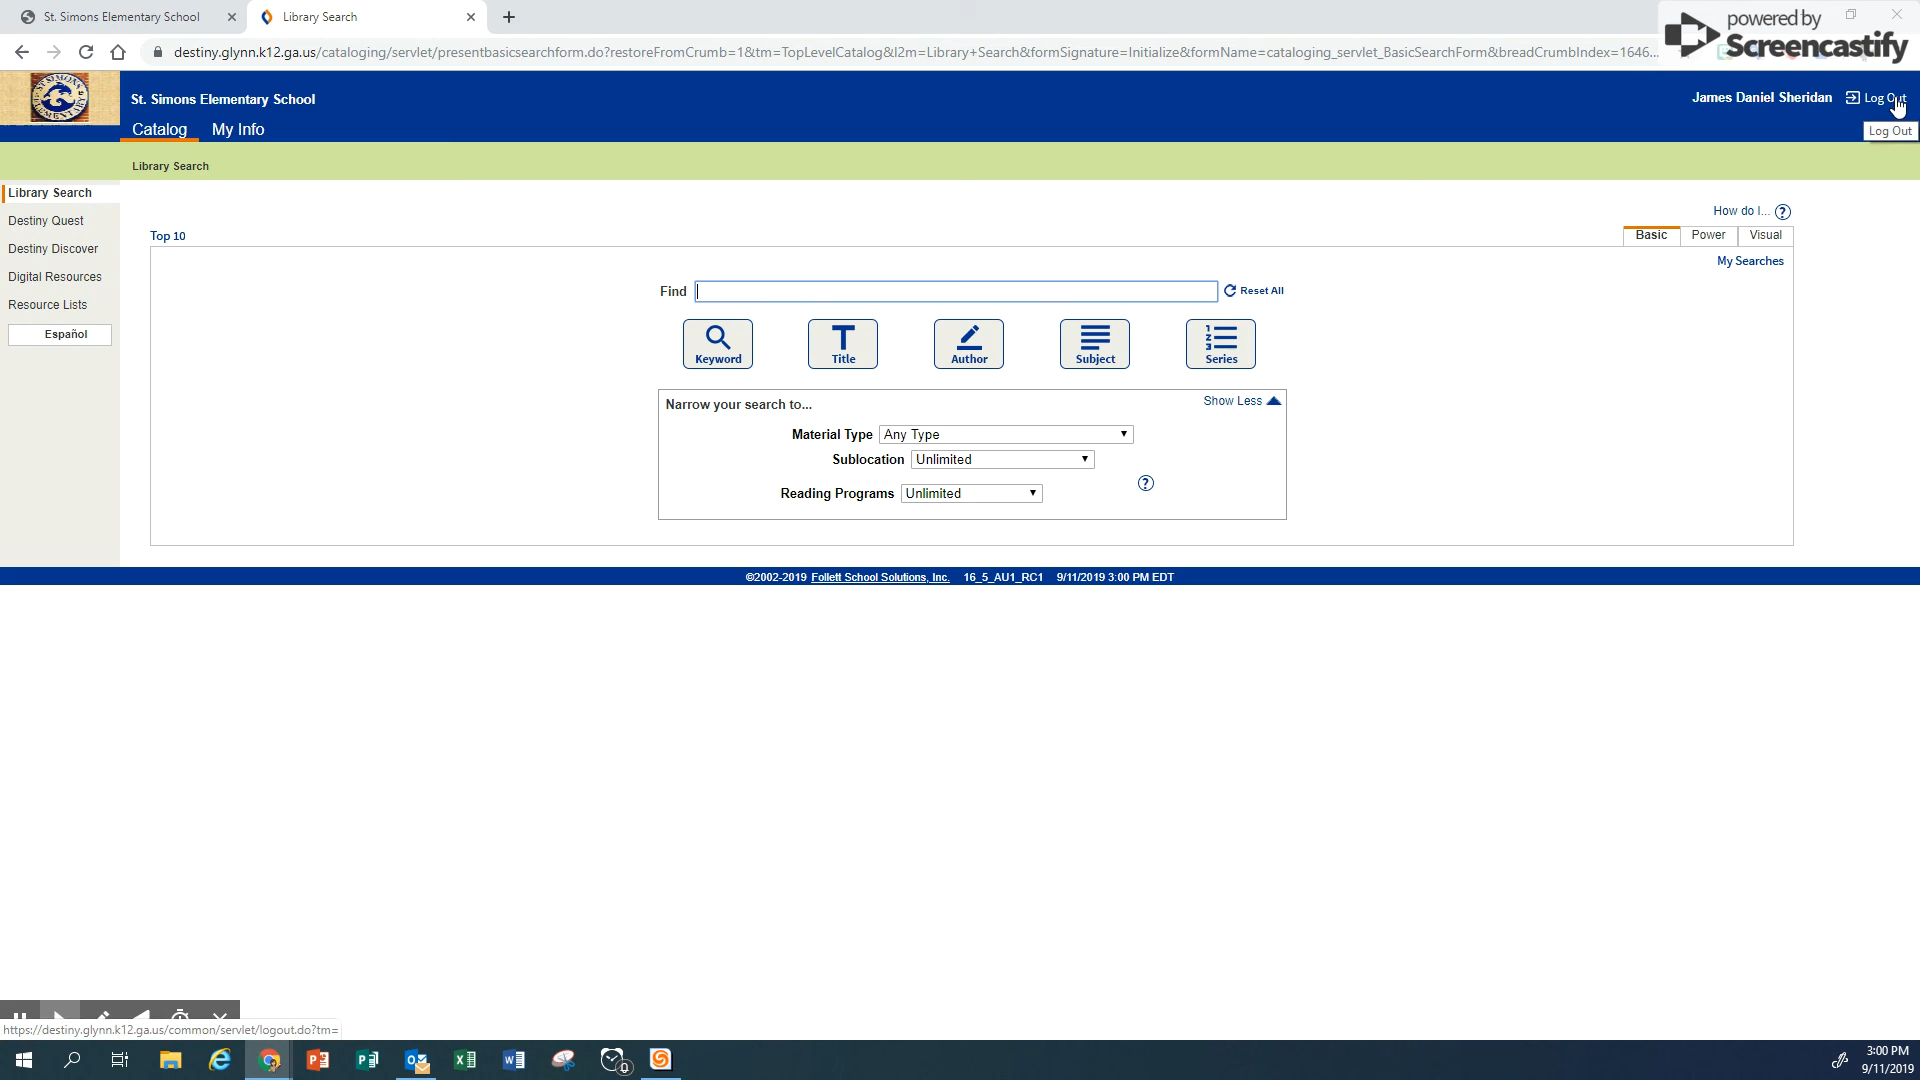 St. Simons Elementary School
Library Search
powered by
Screencastify
destiny.glynn.k12.ga.us/cataloging/servlet/presentbasicsearchform.do?restoreFromCrumb=1&tm=TopLevelCatalog&l2m=Library+Search&formSignature=Initialize&formName=cataloging_servlet_BasicSearchForm&breadCrumbIndex=1646...
St. Simons Elementary School
James Daniel Sheridan Log Out
Catalog My Info
Log Out
Library Search
Library Search
Destiny Quest
Destiny Discover
Digital Resources
Resource Lists
Español
How do I... ?
Top 10
Basic Power Visual
My Searches
Find Reset All
Keyword Title Author Subject Series
Narrow your search to... Show Less
Material Type Any Type
Sublocation Unlimited
Reading Programs Unlimited ?
©2002-2019 Follett School Solutions, Inc. 16_5_AU1_RC1 9/11/2019 3:00 PM EDT
https://destiny.glynn.k12.ga.us/common/servlet/logout.do?tm=
3:00 PM
9/11/2019